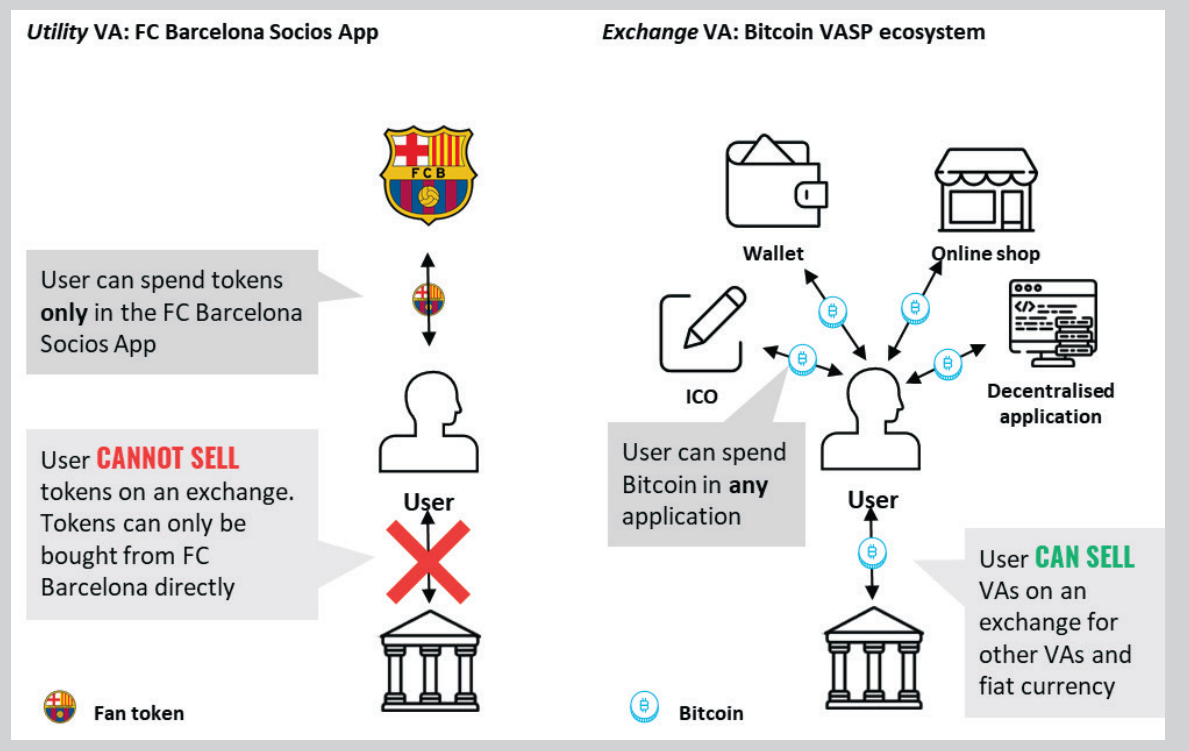 Utility VA: FC Barcelona Socios App
FCB
User can spend tokens
only in the FC Barcelona
Socios App
User CANNOT SELL
tokens on an exchange.
Tokens can only be
bought from FC
Barcelona directly
User
Fan token
Exchange VA: Bitcoin VASP ecosystem
Wallet
Online shop
ICO
</>
Decentralised
application
User can spend
Bitcoin in any
application
User
User CAN SELL
VAs on an
exchange for
other VAs and
fiat currency
Bitcoin